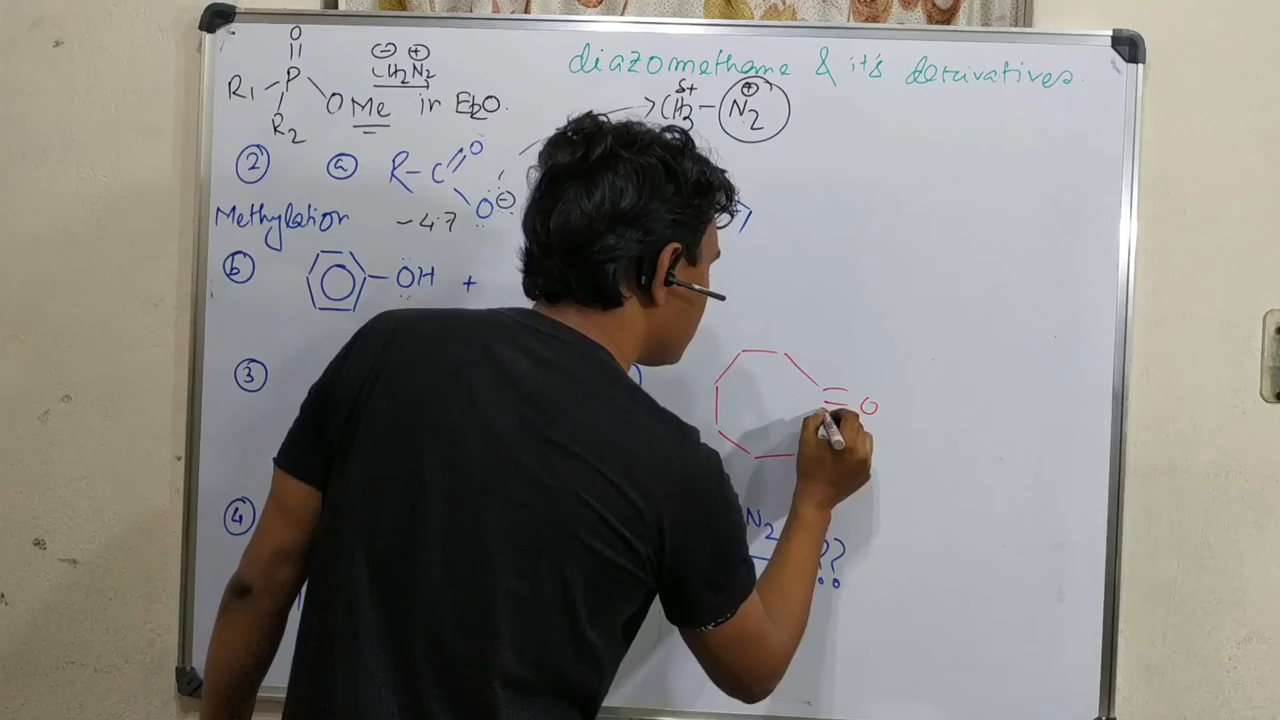 diazomethane & it's derivatives.
O
R1 P OMe
R2
⊖ ⊕
CH2N2
in Et2O.
δ+ ⊕
CH3 – N2
② ⓐ R – C O
O ⊖
Methylation ~4.7
ⓑ OH +
③
O
④
N2
??